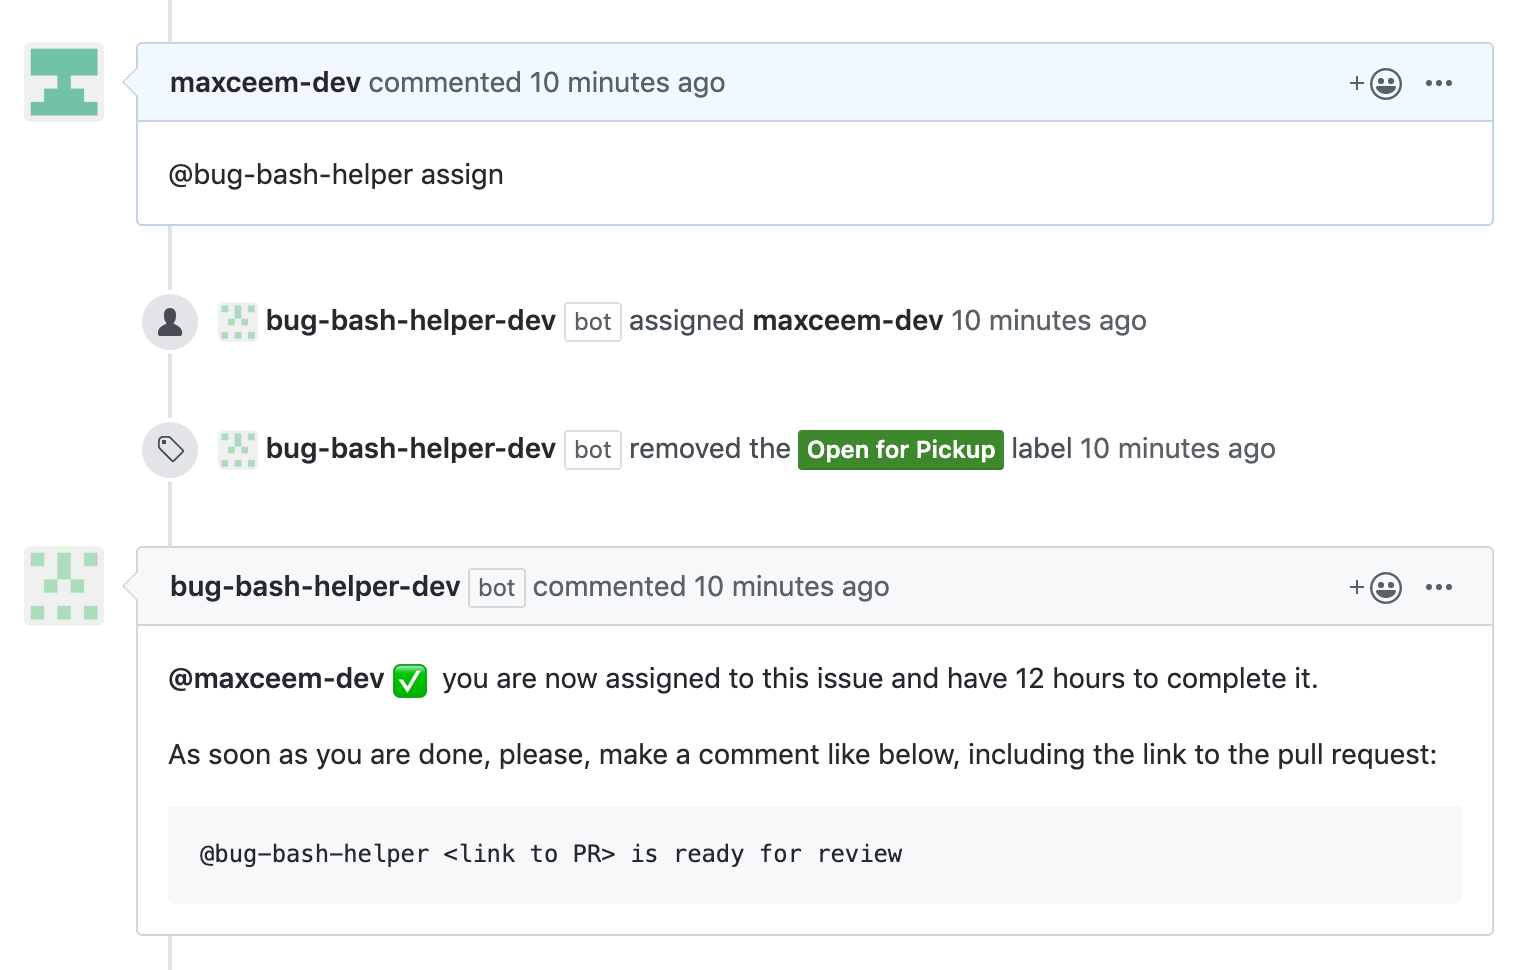 maxceem-dev commented 10 minutes ago
@bug-bash-helper assign
bug-bash-helper-dev bot assigned maxceem-dev 10 minutes ago
bug-bash-helper-dev bot removed the Open for Pickup label 10 minutes ago
bug-bash-helper-dev bot commented 10 minutes ago
@maxceem-dev ✅ you are now assigned to this issue and have 12 hours to complete it.
As soon as you are done, please, make a comment like below, including the link to the pull request:
@bug-bash-helper <link to PR> is ready for review